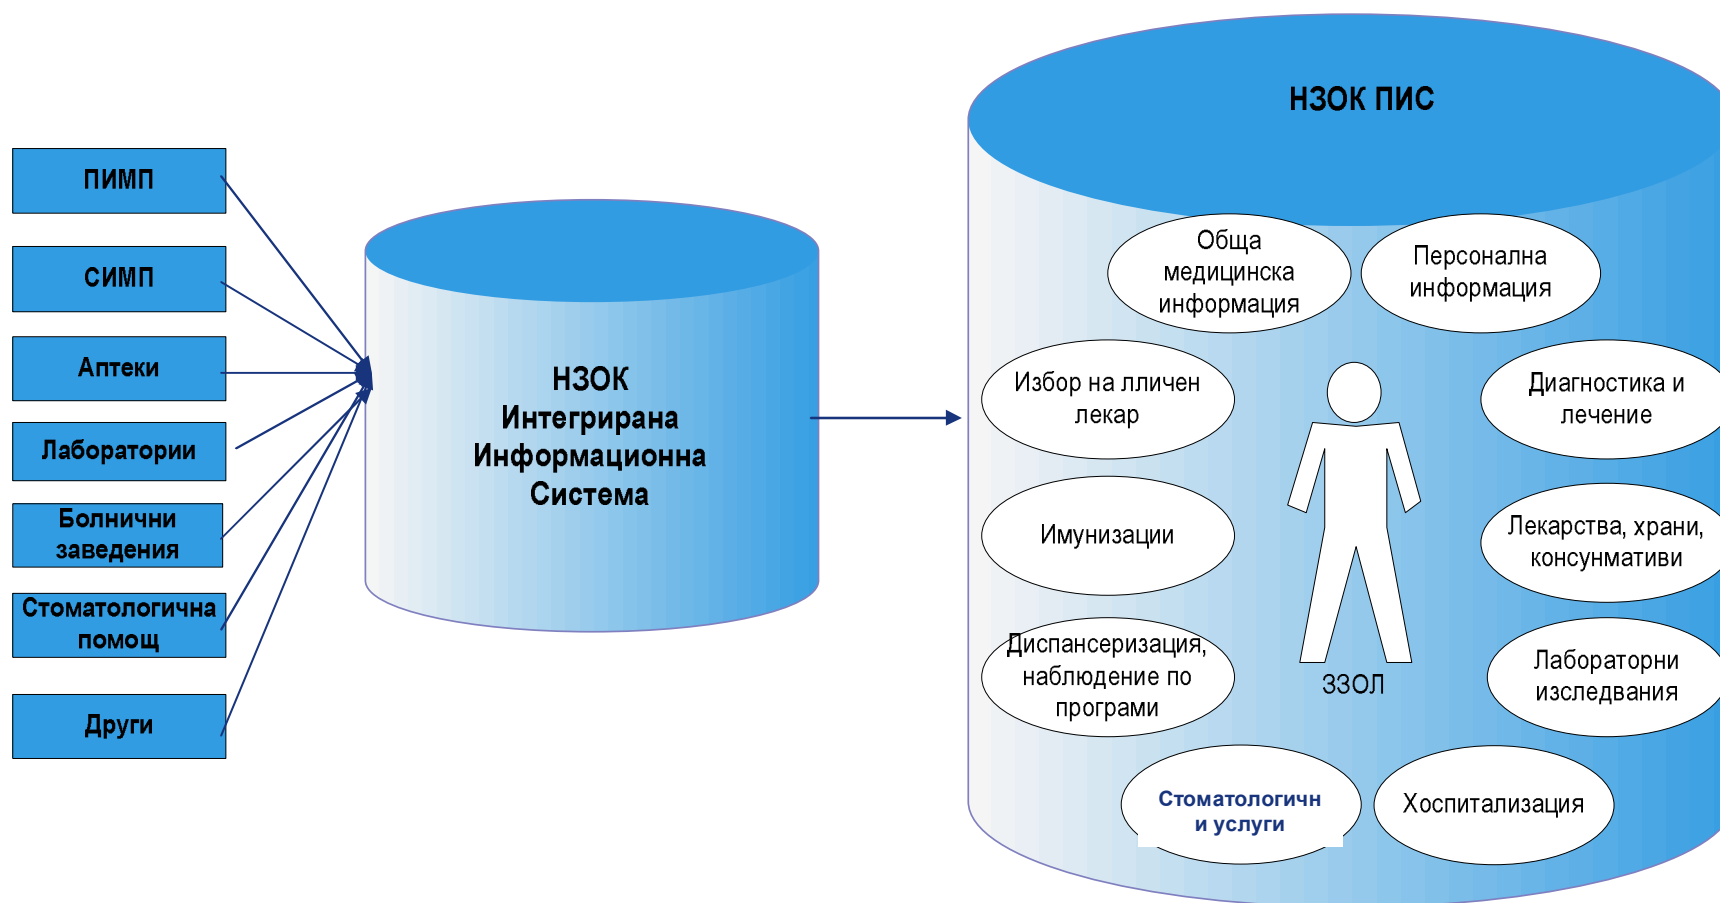 ПИМП
СИМП
Аптеки
Лаборатории
Болнични
заведения
Стоматологична
помощ
Други
НЗОК
Интегрирана
Информационна
Система
НЗОК ПИС
Обща
медицинска
информация
Персонална
информация
Избор на лличен
лекар
Диагностика и
лечение
Имунизации
Лекарства, храни,
консунмативи
Диспансеризация,
наблюдение по
програми
ЗЗОЛ
Лабораторни
изследвания
Стоматологичн
и услуги
Хоспитализация